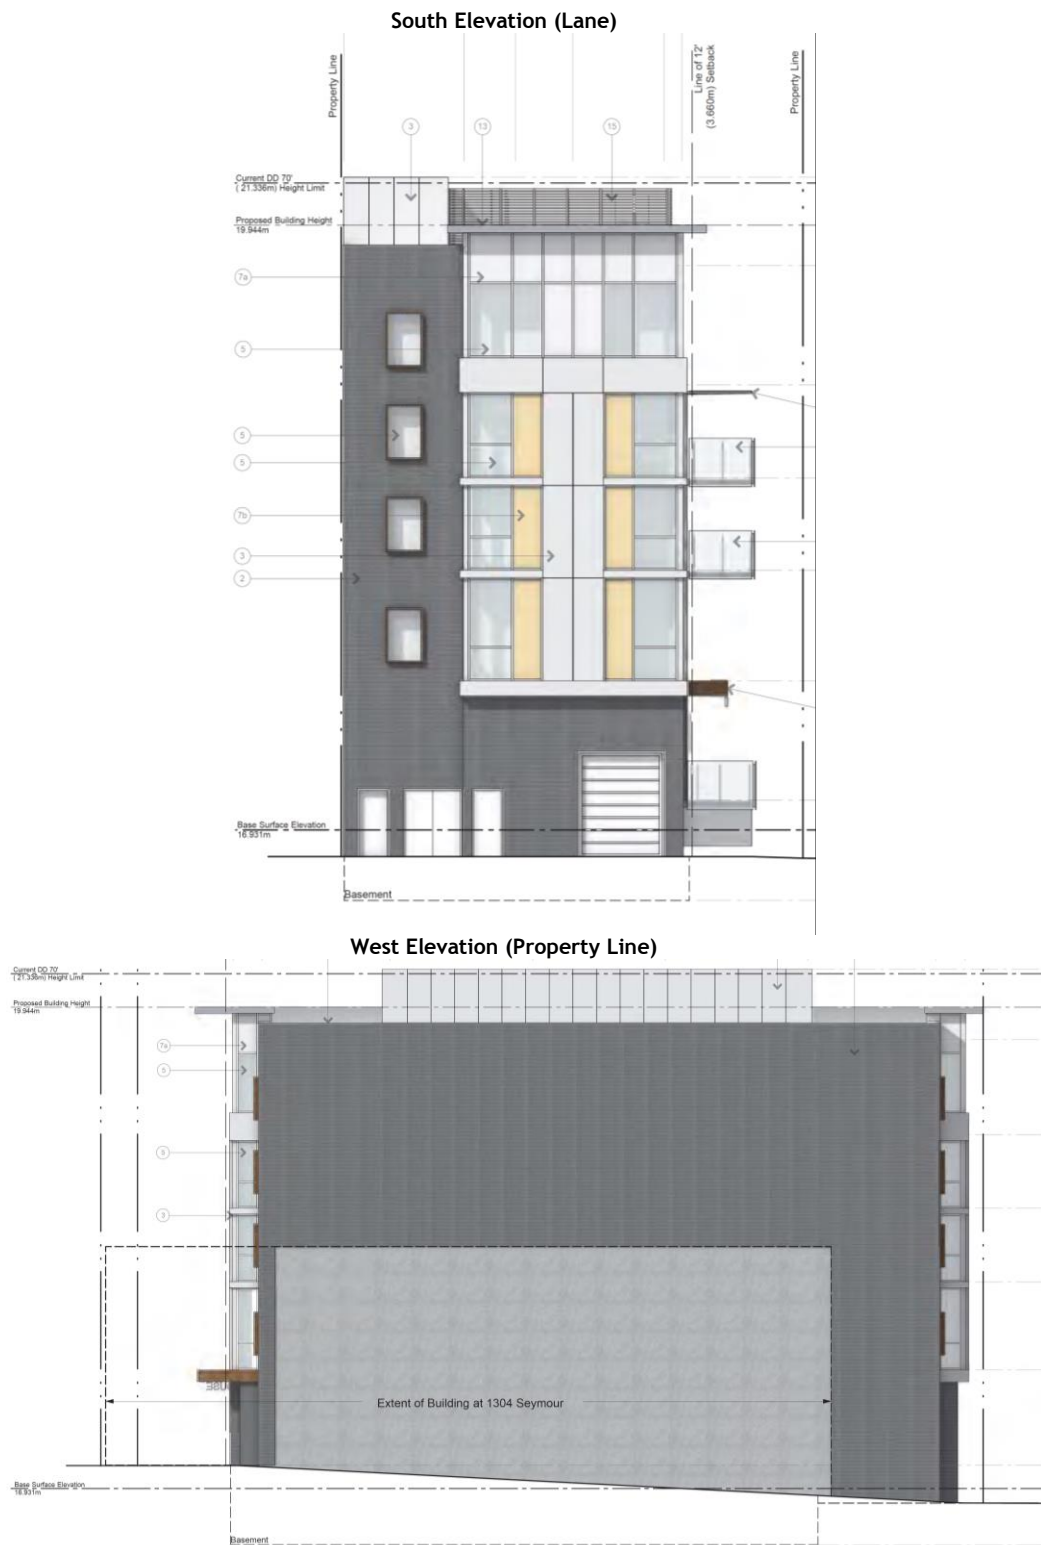 South Elevation (Lane)
Property Line
Line of 12'
(3.660m) Setback
Property Line
3
13
15
Current DD 70'
( 21.336m) Height Limit
Proposed Building Height
19.944m
7a
5
5
5
7b
3
2
Base Surface Elevation
16.931m
Basement
West Elevation (Property Line)
Current DD 70'
( 21.336m) Height Limit
Proposed Building Height
19.944m
7a
5
5
3
Extent of Building at 1304 Seymour
Base Surface Elevation
16.931m
Basement